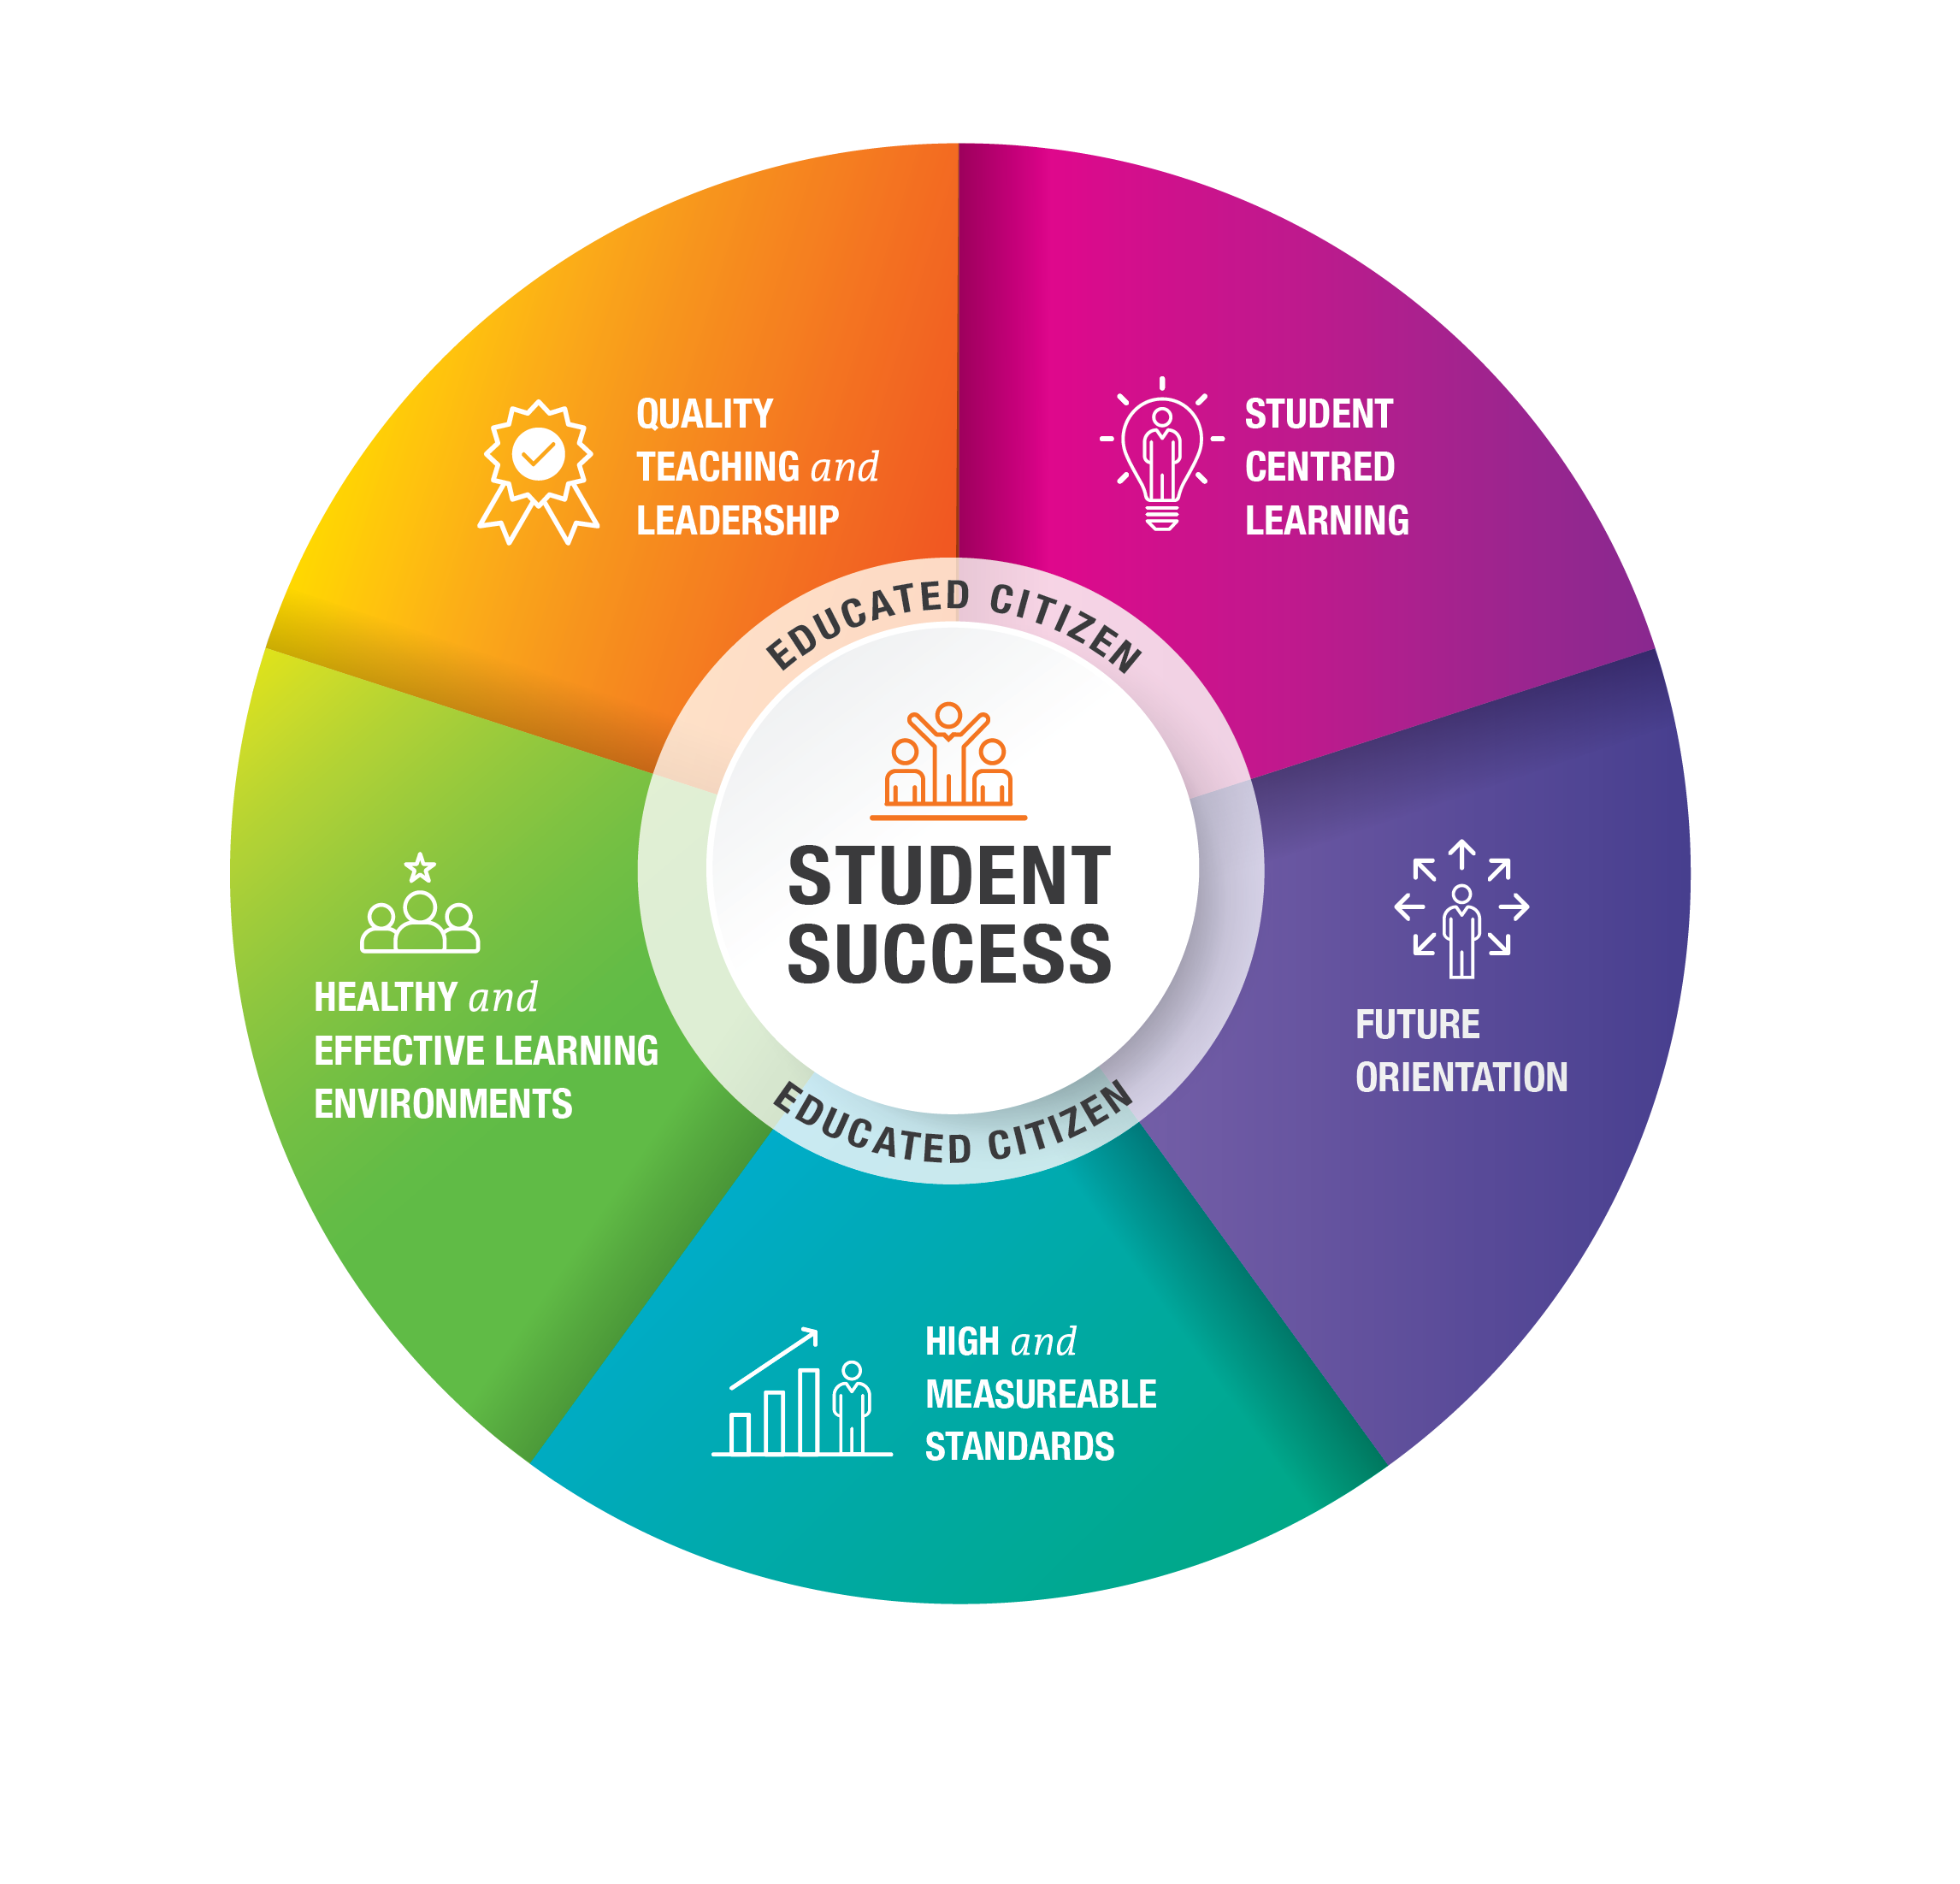 QUALITY
TEACHING and
LEADERSHIP
STUDENT
CENTRED
LEARNING
EDUCATED CITIZEN
STUDENT
SUCCESS
HEALTHY and
EFFECTIVE LEARNING
ENVIRONMENTS
FUTURE
ORIENTATION
EDUCATED CITIZEN
HIGH and
MEASUREABLE
STANDARDS